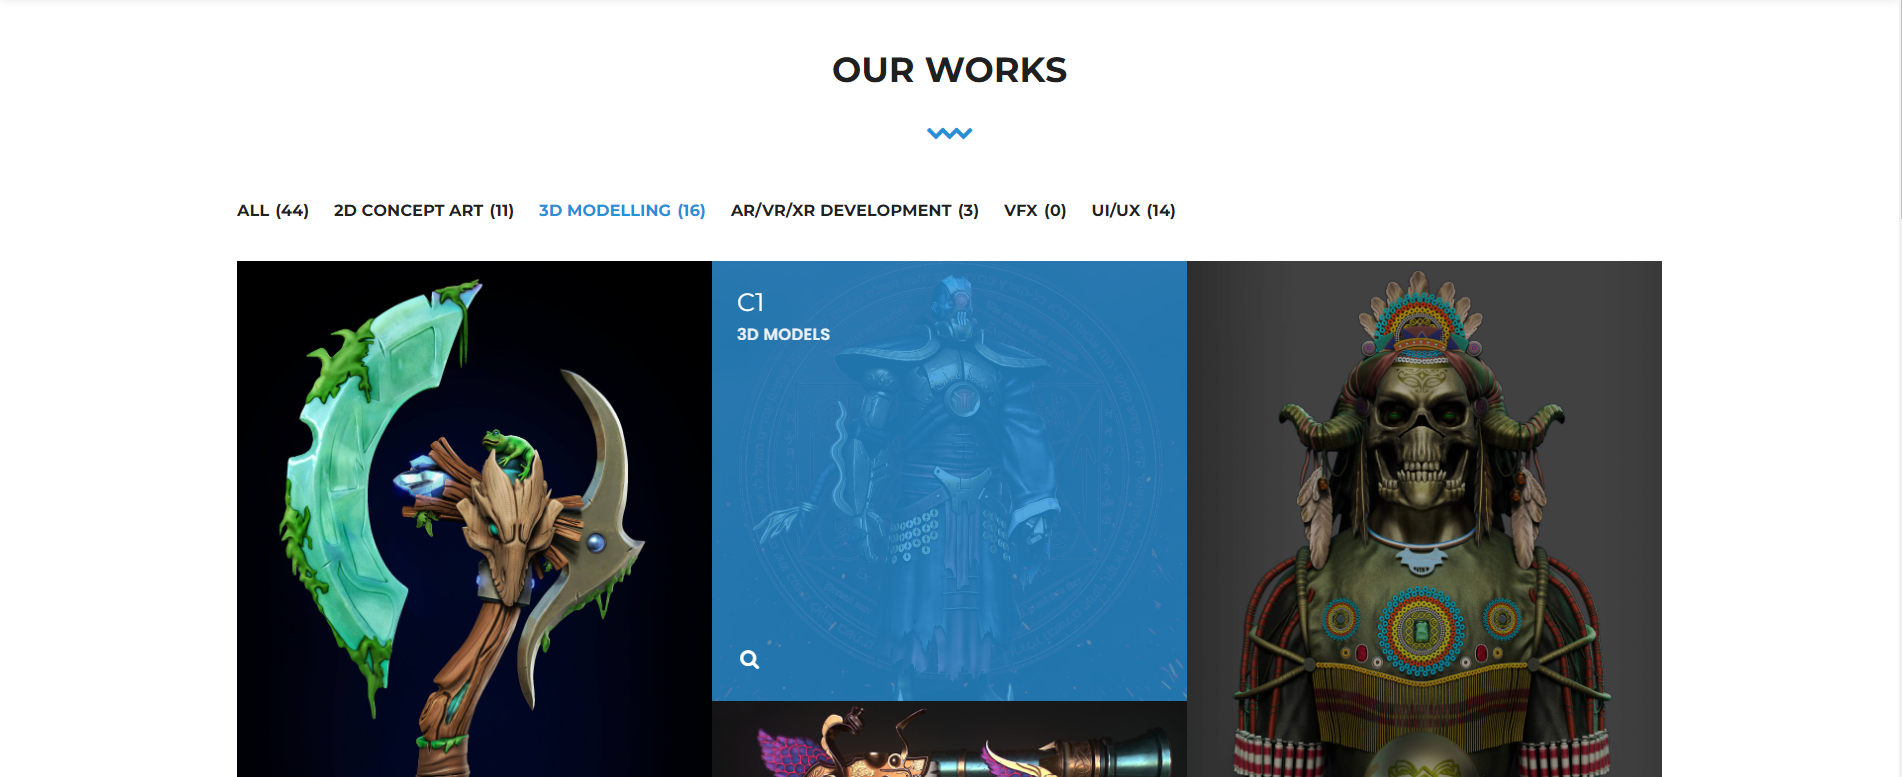 OUR WORKS
ALL (44) 2D CONCEPT ART (11) 3D MODELLING (16) AR/VR/XR DEVELOPMENT (3) VFX (0) UI/UX (14)
C1
3D MODELS